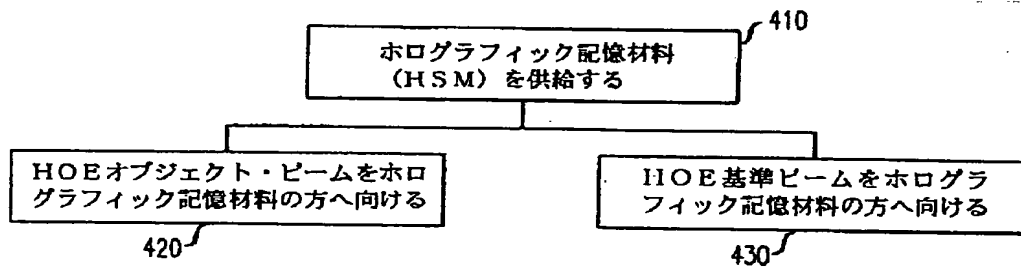 410
ホログラフィック記憶材料
（HSM）を供給する
HOEオブジェクト・ビームをホロ
グラフィック記憶材料の方へ向ける
420
HOE基準ビームをホログラ
フィック記憶材料の方へ向ける
430